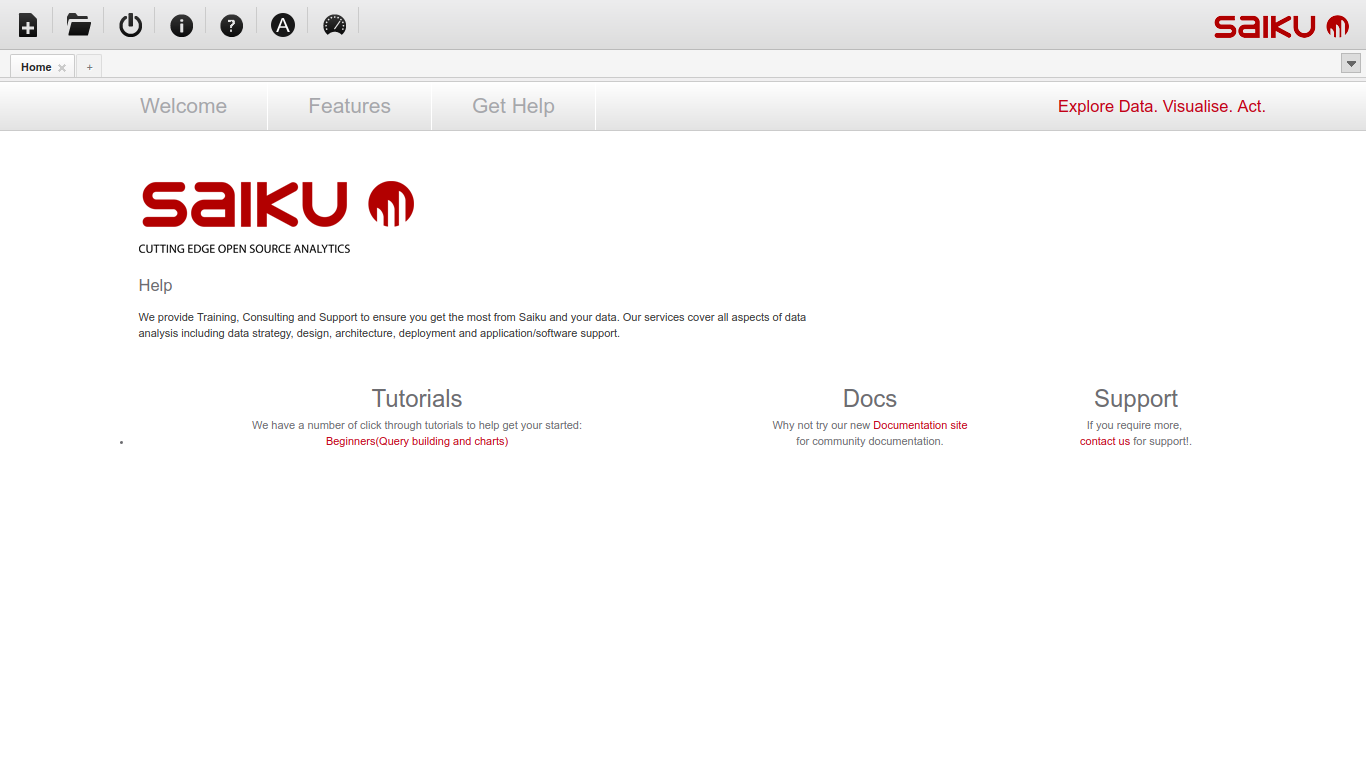 A
SAIKU
Home
+
Welcome
Features
Get Help
Explore Data. Visualise. Act.
SAIKU
CUTTING EDGE OPEN SOURCE ANALYTICS
Help
We provide Training, Consulting and Support to ensure you get the most from Saiku and your data. Our services cover all aspects of data
analysis including data strategy, design, architecture, deployment and application/software support.
Tutorials
We have a number of click through tutorials to help get your started:
Beginners(Query building and charts)
Docs
Why not try our new Documentation site
for community documentation.
Support
If you require more,
contact us for support!.